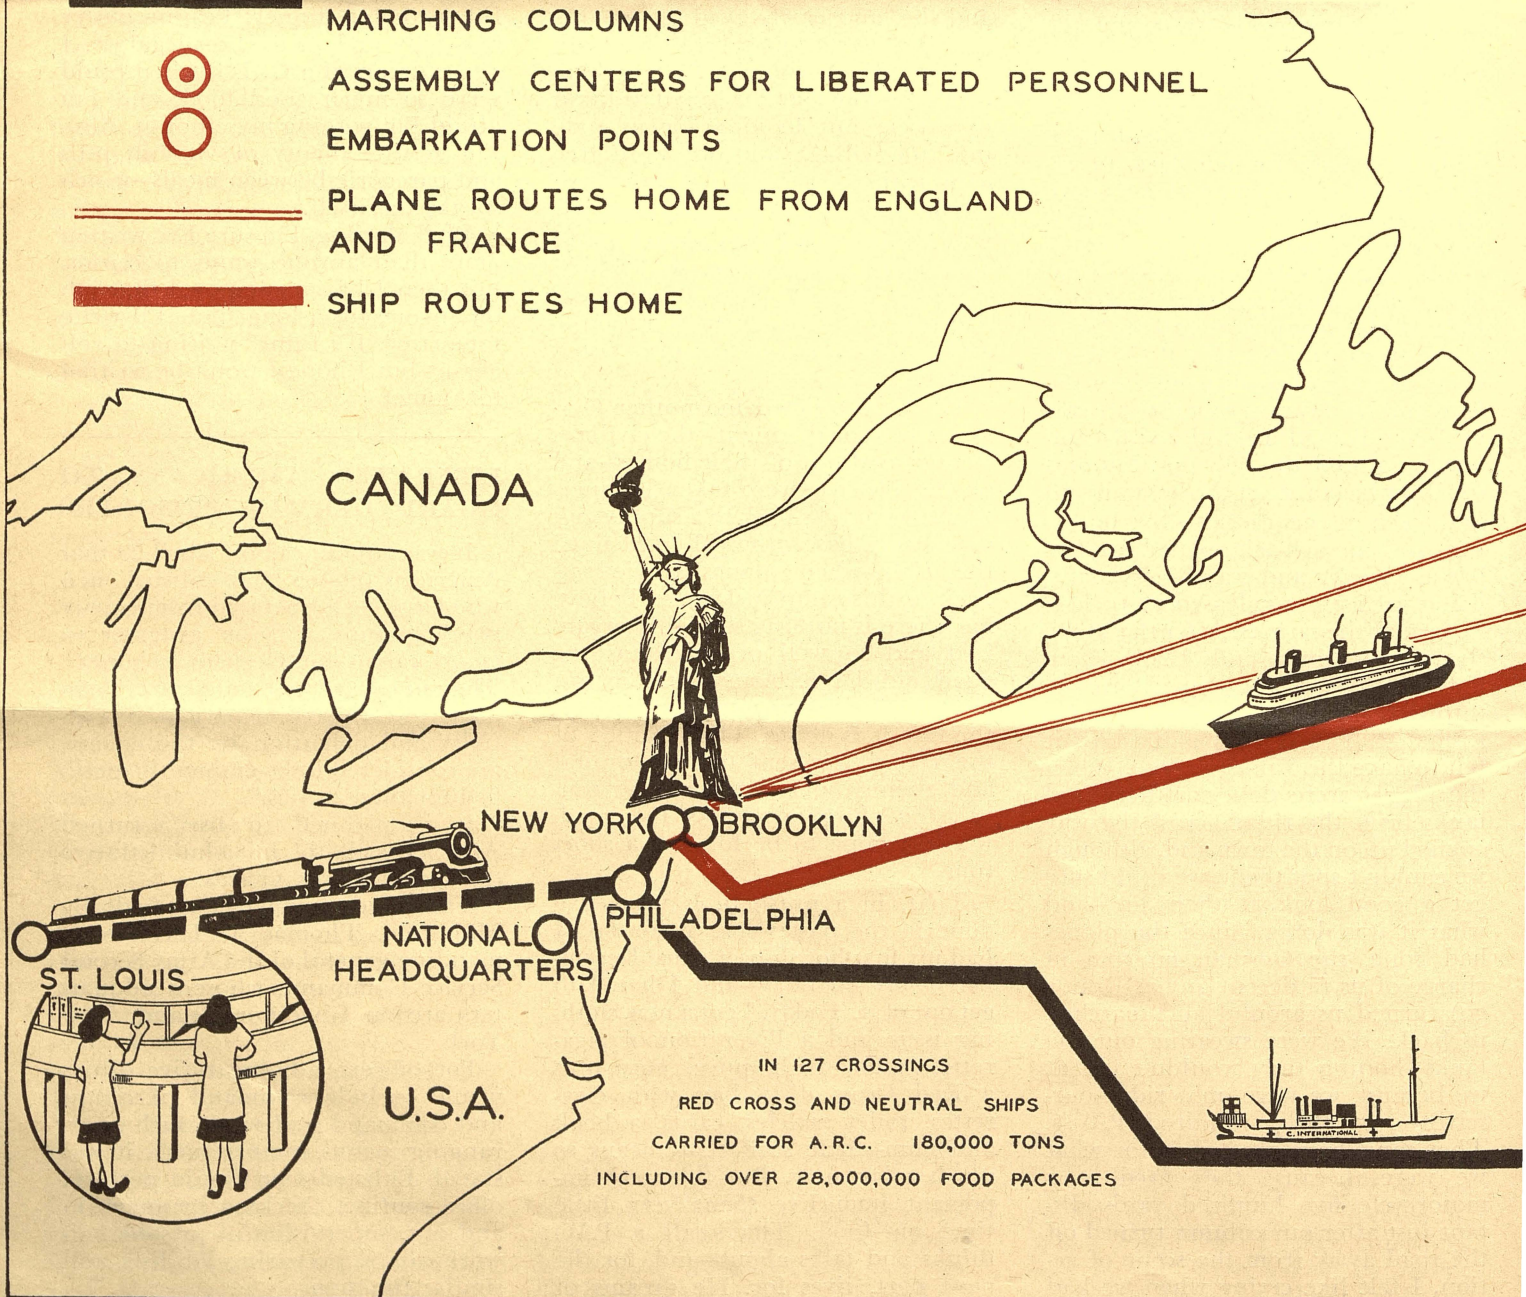 MARCHING COLUMNS
ASSEMBLY CENTERS FOR LIBERATED PERSONNEL
EMBARKATION POINTS
PLANE ROUTES HOME FROM ENGLAND
AND FRANCE
SHIP ROUTES HOME
CANADA
NEW YORK
BROOKLYN
PHILADELPHIA
NATIONAL
HEADQUARTERS
ST. LOUIS
U.S.A.
IN 127 CROSSINGS
RED CROSS AND NEUTRAL SHIPS
CARRIED FOR A.R.C. 180,000 TONS
INCLUDING OVER 28,000,000 FOOD PACKAGES
C. INTERNATIONAL